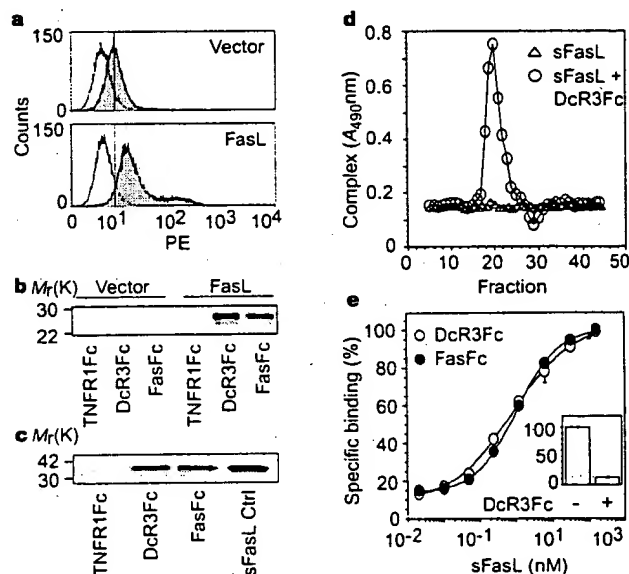 a
150
Vector
0
150
FasL
0
Counts
0 10¹ 10² 10³ 10⁴
PE
b Mr(K) Vector FasL
30
22
TNFR1Fc
DcR3Fc
FasFc
TNFR1Fc
DcR3Fc
FasFc
c Mr(K)
42
30
TNFR1Fc
DcR3Fc
FasFc
sFasL Ctrl
d
0.8
0.6
0.4
0.2
0
Complex (A490nm)
sFasL
sFasL +
DcR3Fc
0 10 20 30 40 50
Fraction
e
100
80
60
40
20
0
Specific binding (%)
DcR3Fc
FasFc
100
50
0
DcR3Fc - +
10⁻² 10⁻¹ 10⁰ 10¹ 10² 10³
sFasL (nM)